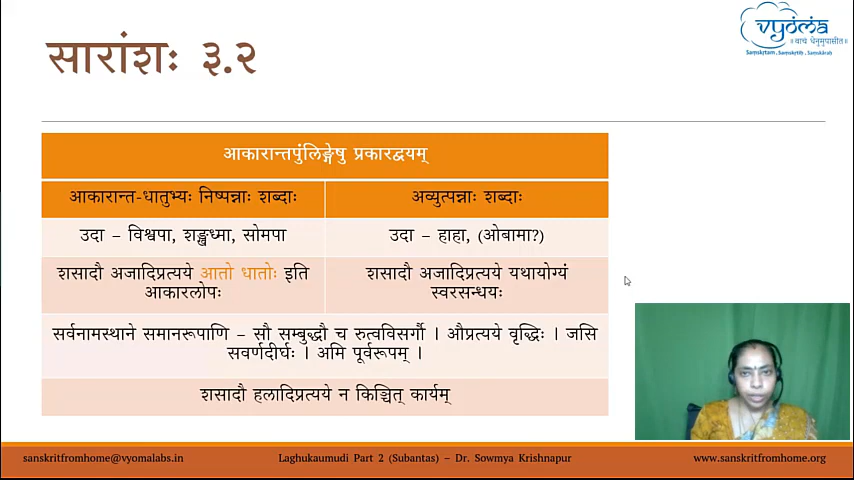 सारांशः ३.२
vyoma
॥वाचं धेनुमुपासीत॥
Samskrtam, Samskrti, Samskārah
आकारान्तपुंलिङ्गेषु प्रकारद्वयम्
आकारान्त-धातुभ्यः निष्पन्नाः शब्दाः
अव्युत्पन्नाः शब्दाः
उदा – विश्वपा, शङ्खध्मा, सोमपा
उदा – हाहा, (ओबामा?)
शसादौ अजादिप्रत्यये आतो धातोः इति
आकारलोपः
शसादौ अजादिप्रत्यये यथायोग्यं
स्वरसन्धयः
सर्वनामस्थाने समानरूपाणि – सौ सम्बुद्धौ च रुत्वविसर्गौ । औप्रत्यये वृद्धिः । जसि
सवर्णदीर्घः । अमि पूर्वरूपम् ।
शसादौ हलादिप्रत्यये न किञ्चित् कार्यम्
sanskritfromhome@vyomalabs.in
Laghukaumudi Part 2 (Subantas) – Dr. Sowmya Krishnapur
www.sanskritfromhome.org